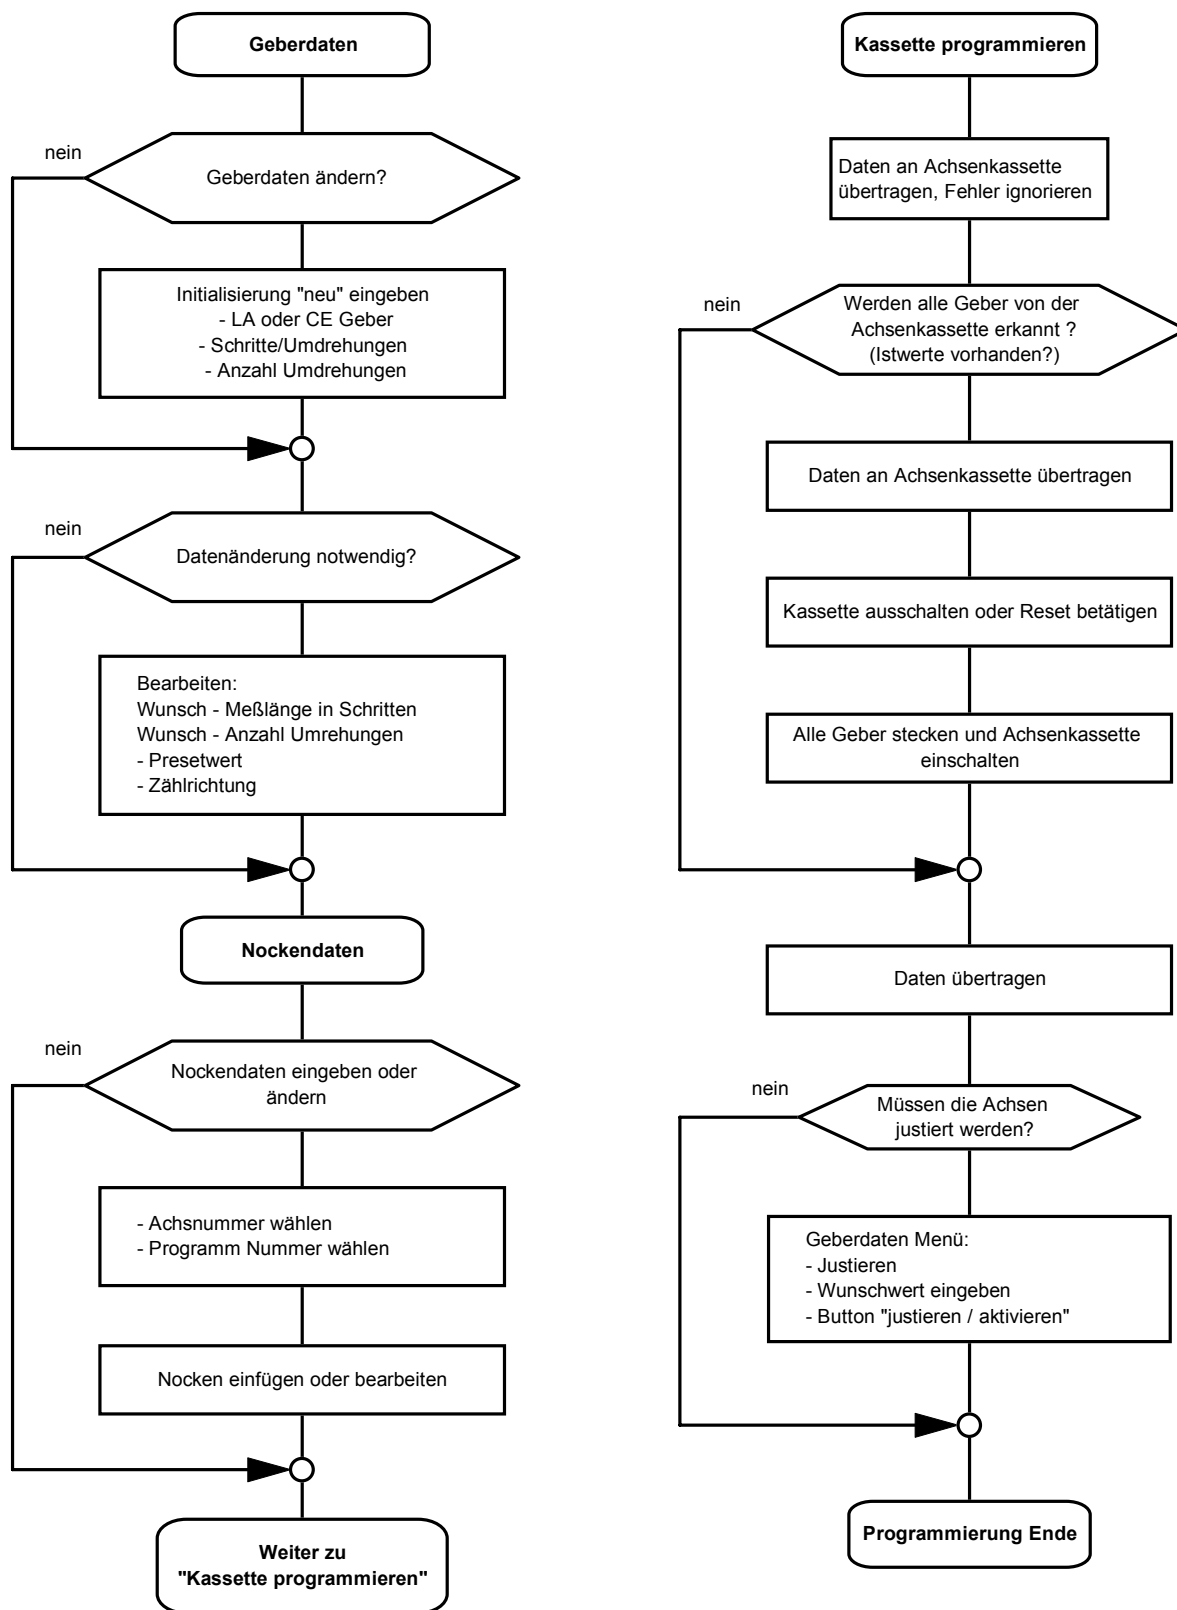 Geberdaten
nein
Geberdaten ändern?
Initialisierung "neu" eingeben
- LA oder CE Geber
- Schritte/Umdrehungen
- Anzahl Umdrehungen
nein
Datenänderung notwendig?
Bearbeiten:
Wunsch - Meßlänge in Schritten
Wunsch - Anzahl Umrehungen
- Presetwert
- Zählrichtung
Nockendaten
nein
Nockendaten eingeben oder
ändern
- Achsnummer wählen
- Programm Nummer wählen
Nocken einfügen oder bearbeiten
Weiter zu
"Kassette programmieren"
Kassette programmieren
Daten an Achsenkassette
übertragen, Fehler ignorieren
nein
Werden alle Geber von der
Achsenkassette erkannt ?
(Istwerte vorhanden?)
Daten an Achsenkassette übertragen
Kassette ausschalten oder Reset betätigen
Alle Geber stecken und Achsenkassette
einschalten
Daten übertragen
nein
Müssen die Achsen
justiert werden?
Geberdaten Menü:
- Justieren
- Wunschwert eingeben
- Button "justieren / aktivieren"
Programmierung Ende